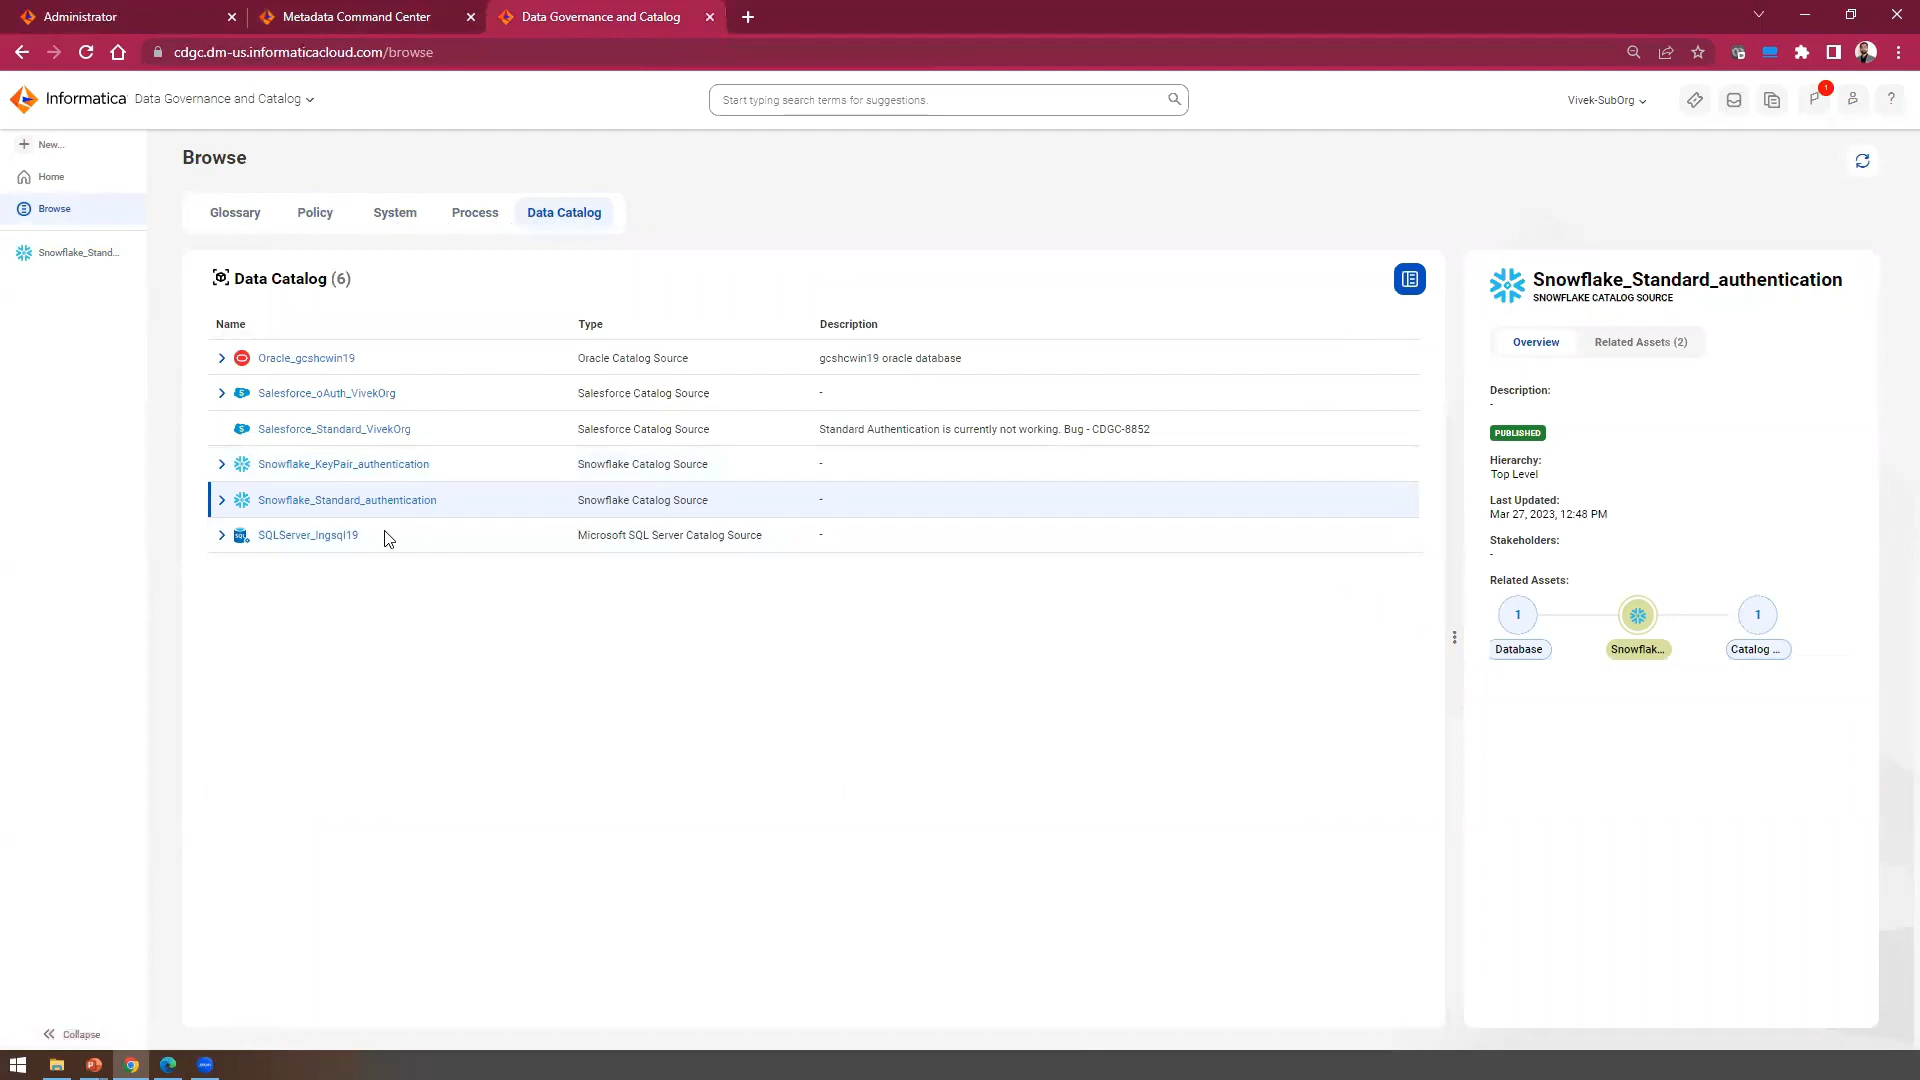 Administrator
Metadata Command Center
Data Governance and Catalog
cdgc.dm-us.informaticacloud.com/browse
Informatica Data Governance and Catalog
Start typing search terms for suggestions.
Vivek-SubOrg
1
New...
Home
Browse
Snowflake_Stand...
Collapse
Browse
Glossary
Policy
System
Process
Data Catalog
Data Catalog (6)
Name Type Description
Oracle_gcshcwin19 Oracle Catalog Source gcshcwin19 oracle database
Salesforce_oAuth_VivekOrg Salesforce Catalog Source -
Salesforce_Standard_VivekOrg Salesforce Catalog Source Standard Authentication is currently not working. Bug - CDGC-8852
Snowflake_KeyPair_authentication Snowflake Catalog Source -
Snowflake_Standard_authentication Snowflake Catalog Source -
SQLServer_lngsql19 Microsoft SQL Server Catalog Source -
Snowflake_Standard_authentication
SNOWFLAKE CATALOG SOURCE
Overview
Related Assets (2)
Description:
-
PUBLISHED
Hierarchy:
Top Level
Last Updated:
Mar 27, 2023, 12:48 PM
Stakeholders:
-
Related Assets:
1 1
Database Snowflak... Catalog ...